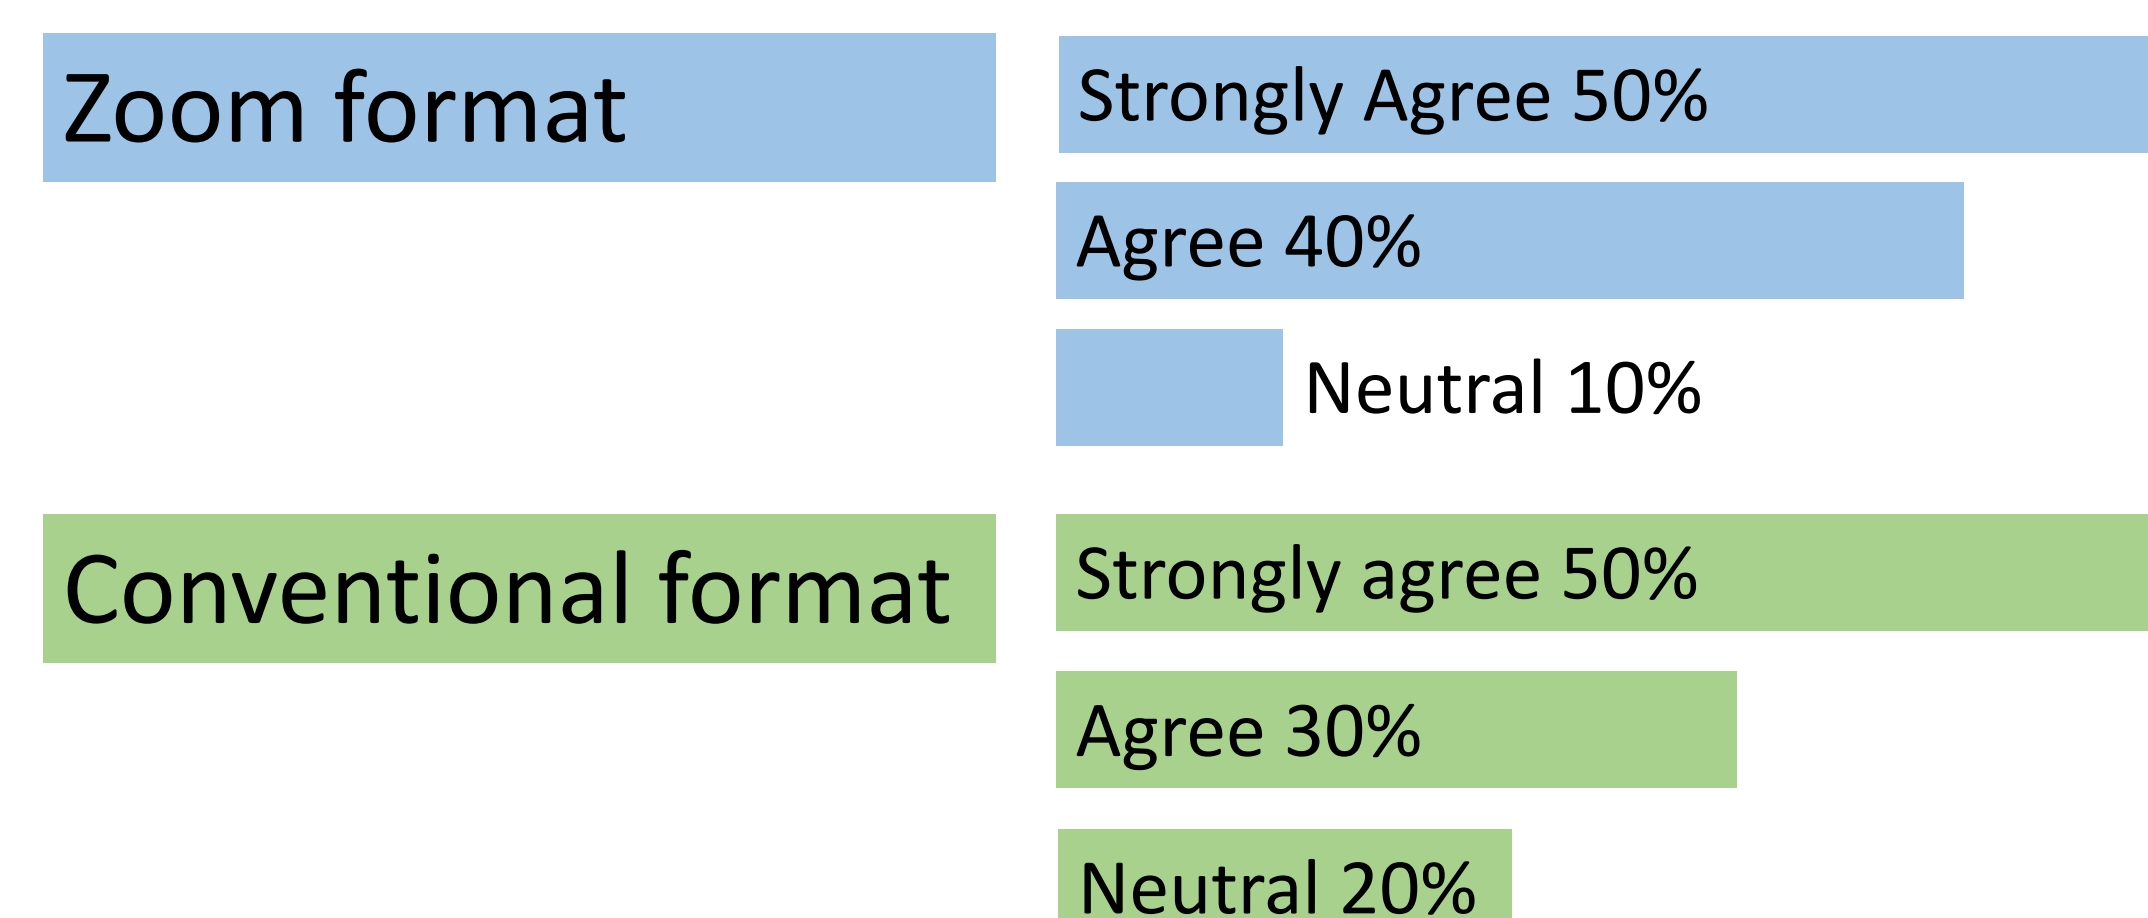 Zoom format
Strongly Agree 50%
Agree 40%
Neutral 10%
Conventional format
Strongly agree 50%
Agree 30%
Neutral 20%